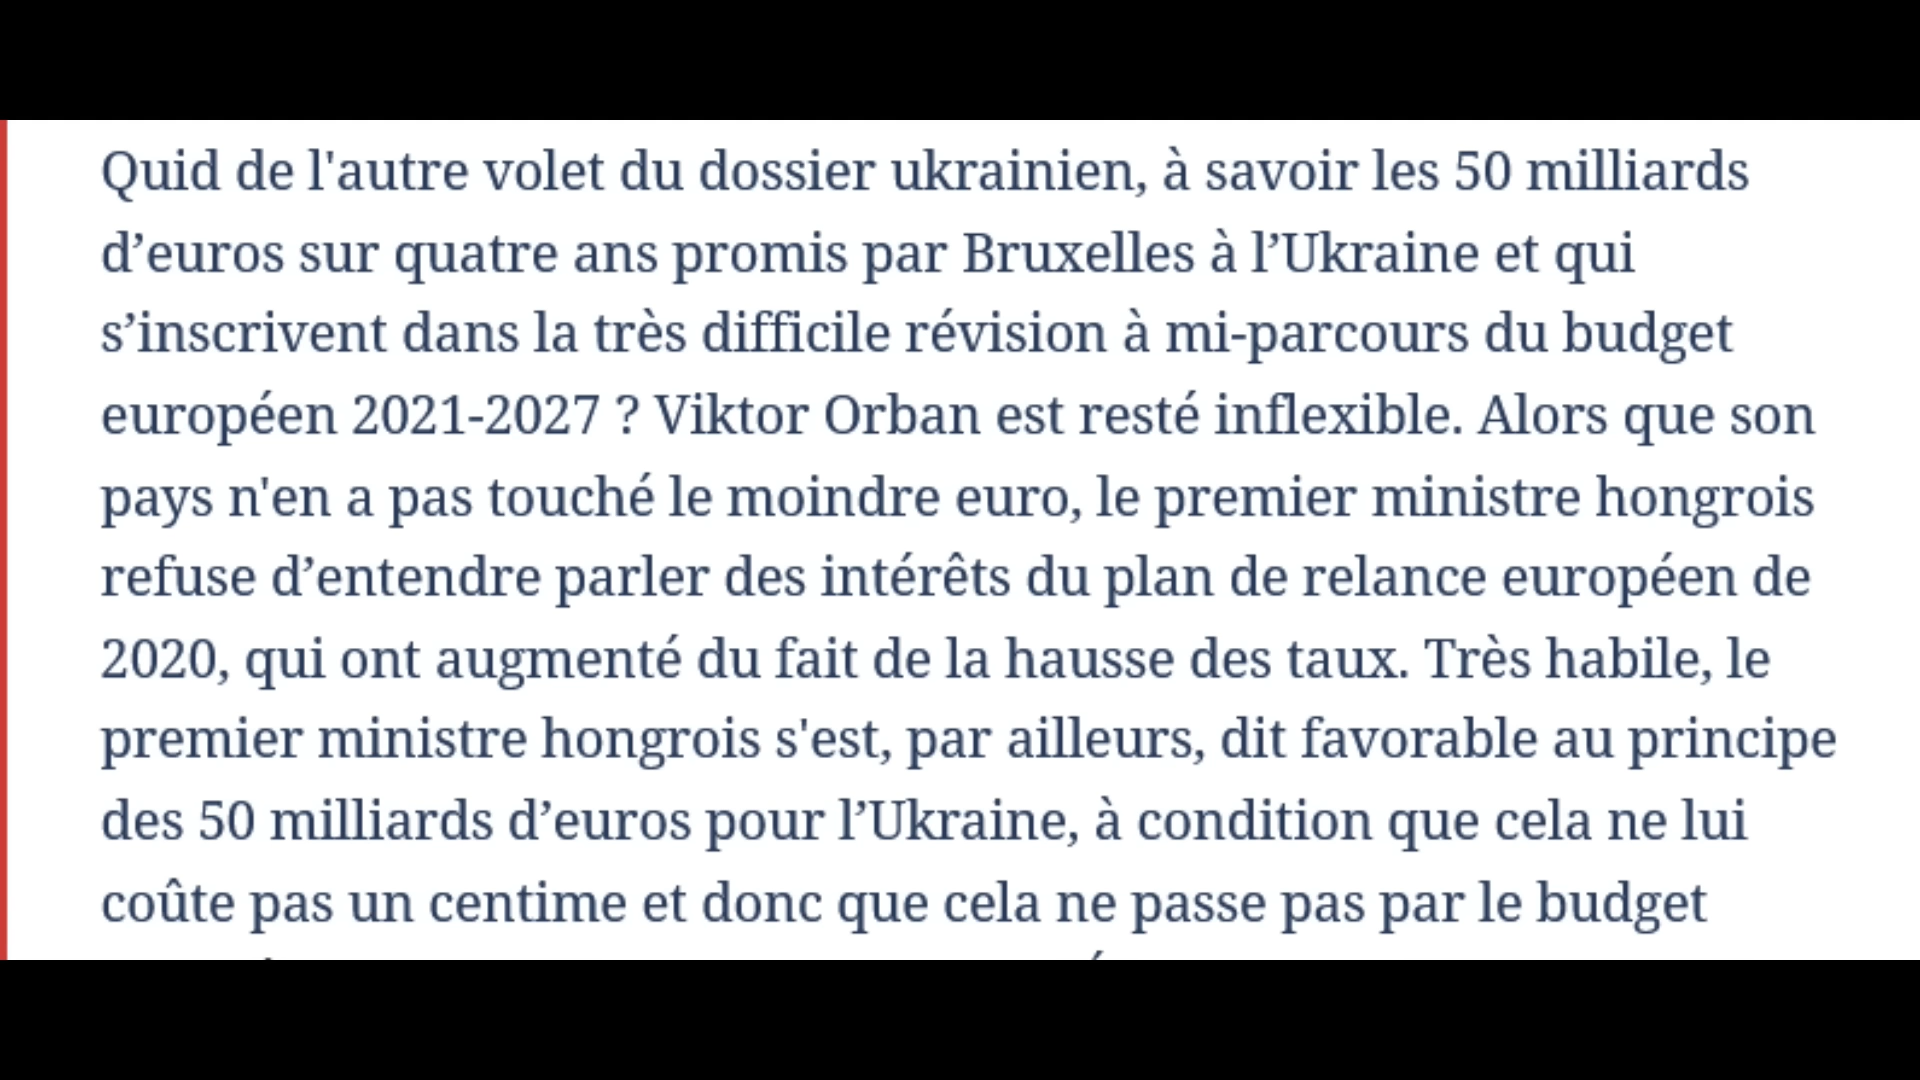 Quid de l'autre volet du dossier ukrainien, à savoir les 50 milliards
d’euros sur quatre ans promis par Bruxelles à l’Ukraine et qui
s’inscrivent dans la très difficile révision à mi-parcours du budget
européen 2021-2027 ? Viktor Orban est resté inflexible. Alors que son
pays n'en a pas touché le moindre euro, le premier ministre hongrois
refuse d’entendre parler des intérêts du plan de relance européen de
2020, qui ont augmenté du fait de la hausse des taux. Très habile, le
premier ministre hongrois s'est, par ailleurs, dit favorable au principe
des 50 milliards d’euros pour l’Ukraine, à condition que cela ne lui
coûte pas un centime et donc que cela ne passe pas par le budget